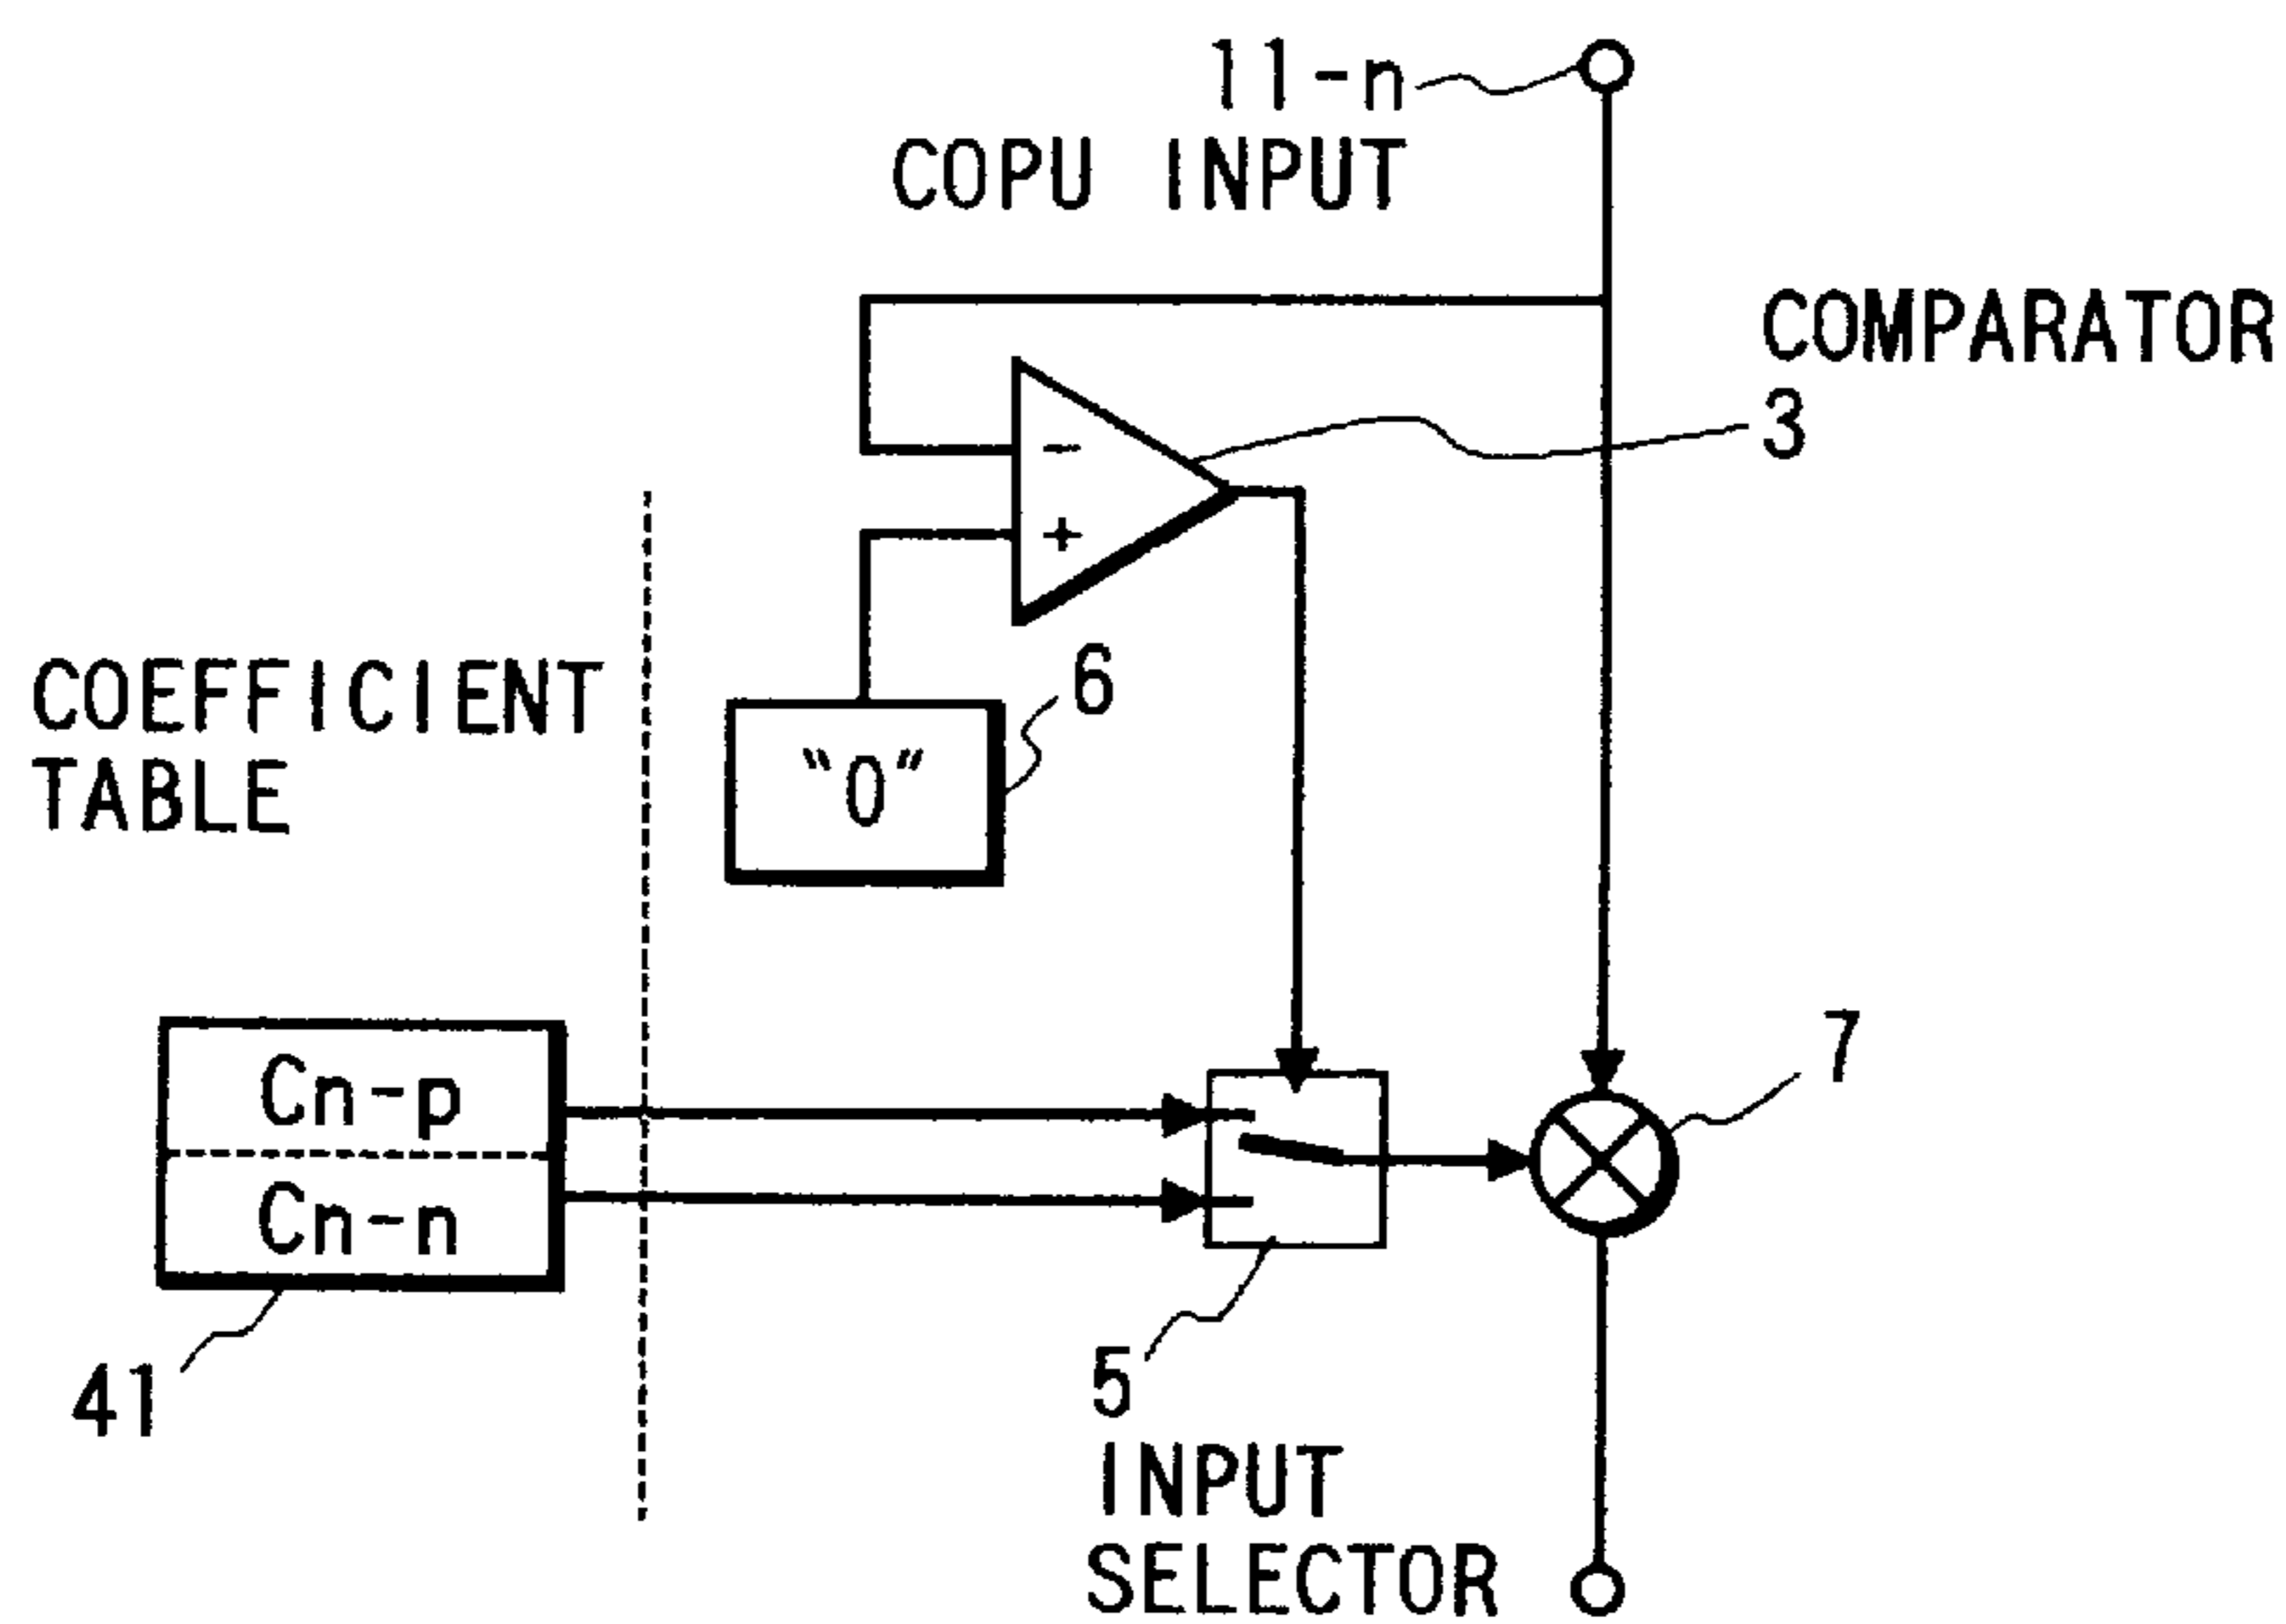 11-n
COPU INPUT
COMPARATOR
3
-
+
6
"0"
COEFFICIENT
TABLE
Cn-p
Cn-n
7
41
5
INPUT
SELECTOR